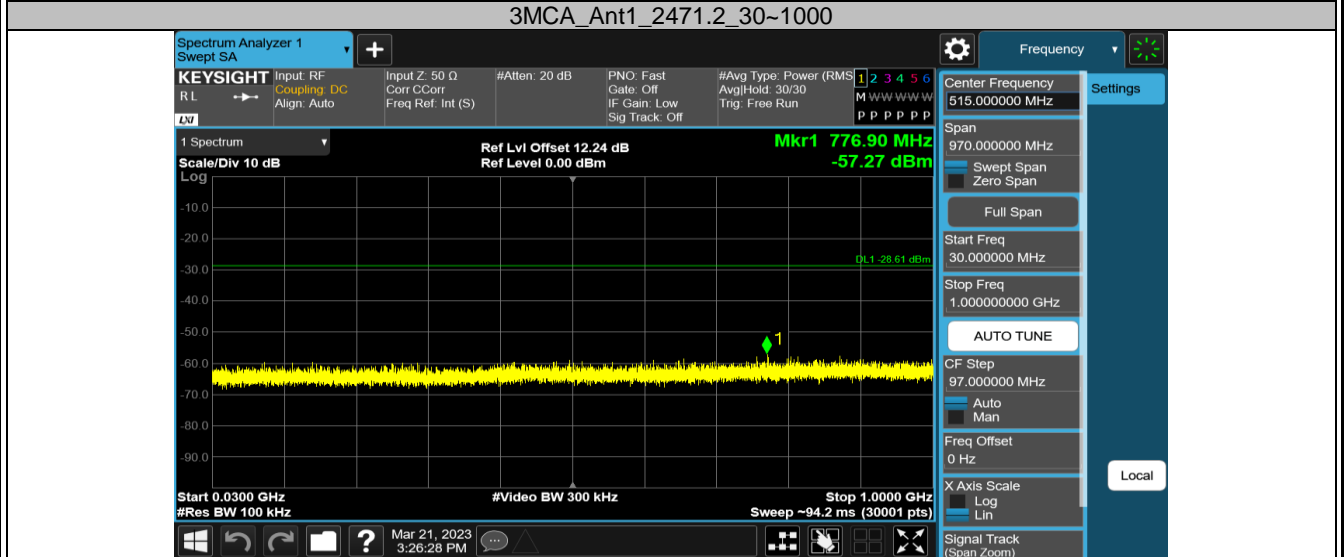 3MCA_Ant1_2471.2_30~1000
Spectrum Analyzer 1
Swept SA
+
Frequency
KEYSIGHT
RL
LXI
Input: RF
Coupling: DC
Align: Auto
Input Z: 50 Ω
Corr CCorr
Freq Ref: Int (S)
#Atten: 20 dB
PNO: Fast
Gate: Off
IF Gain: Low
Sig Track: Off
#Avg Type: Power (RMS
Avg|Hold: 30/30
Trig: Free Run
1 2 3 4 5 6
M W W W W W
P P P P P P
Center Frequency
515.000000 MHz
Settings
Span
970.000000 MHz
Swept Span
Zero Span
Full Span
Start Freq
30.000000 MHz
Stop Freq
1.000000000 GHz
AUTO TUNE
CF Step
97.000000 MHz
Auto
Man
Freq Offset
0 Hz
X Axis Scale
Log
Lin
Signal Track
(Span Zoom)
Local
1 Spectrum
Scale/Div 10 dB
Log
Ref Lvl Offset 12.24 dB
Ref Level 0.00 dBm
Mkr1 776.90 MHz
-57.27 dBm
-10.0
-20.0
DL1 -28.61 dBm
-30.0
-40.0
-50.0
1
-60.0
-70.0
-80.0
-90.0
Start 0.0300 GHz
#Video BW 300 kHz
Stop 1.0000 GHz
#Res BW 100 kHz
Sweep ~94.2 ms (30001 pts)
?
Mar 21, 2023
3:26:28 PM